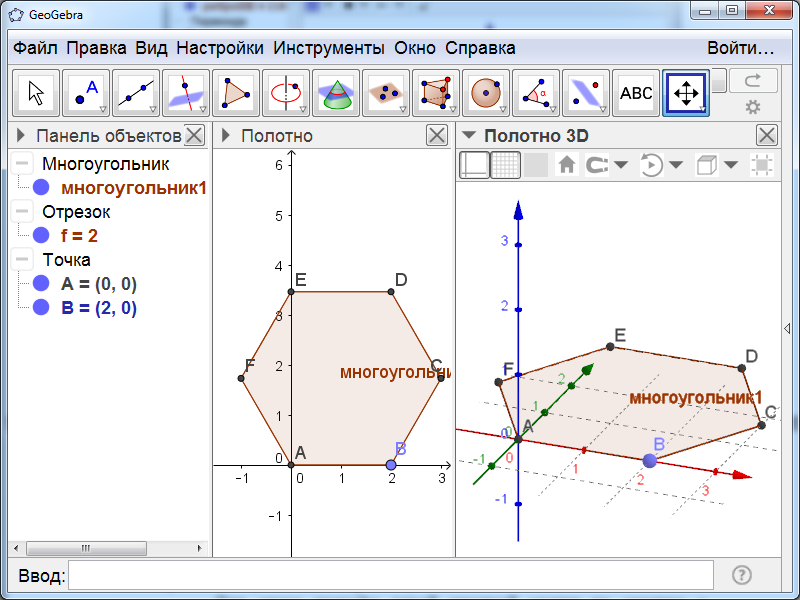 GeoGebra
Файл Правка Вид Настройки Инструменты Окно Справка Войти...
A α ABC
Панель объектов
Многоугольник
многоугольник1
Отрезок
f = 2
Точка
A = (0, 0)
B = (2, 0)
Полотно
6
5
4
3
2
1
0
-1
-1 0 1 2 3
E D
F C
A B
многоугольни
Полотно 3D
3
2
1
0
-1
-1 0 1 2
0 1 2 3
E
D
F
C
A
B
многоугольник1
Ввод:
?